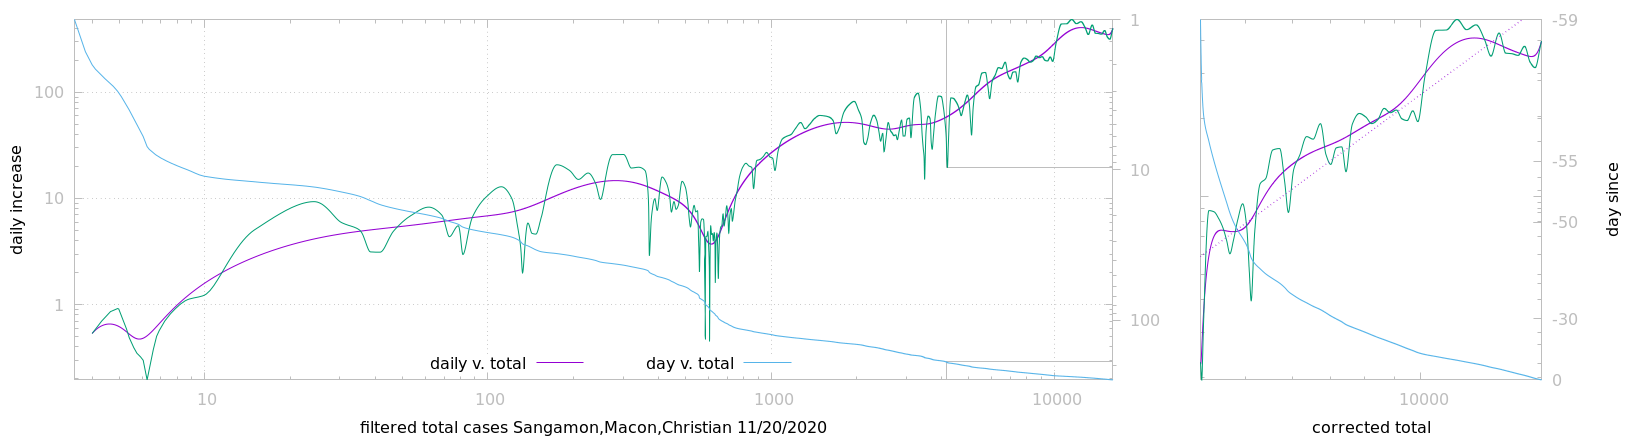 daily increase
100
10
1
1
10
100
10
100
1000
10000
daily v. total
day v. total
filtered total cases Sangamon,Macon,Christian 11/20/2020
-59
-55
-50
-30
0
day since
10000
corrected total